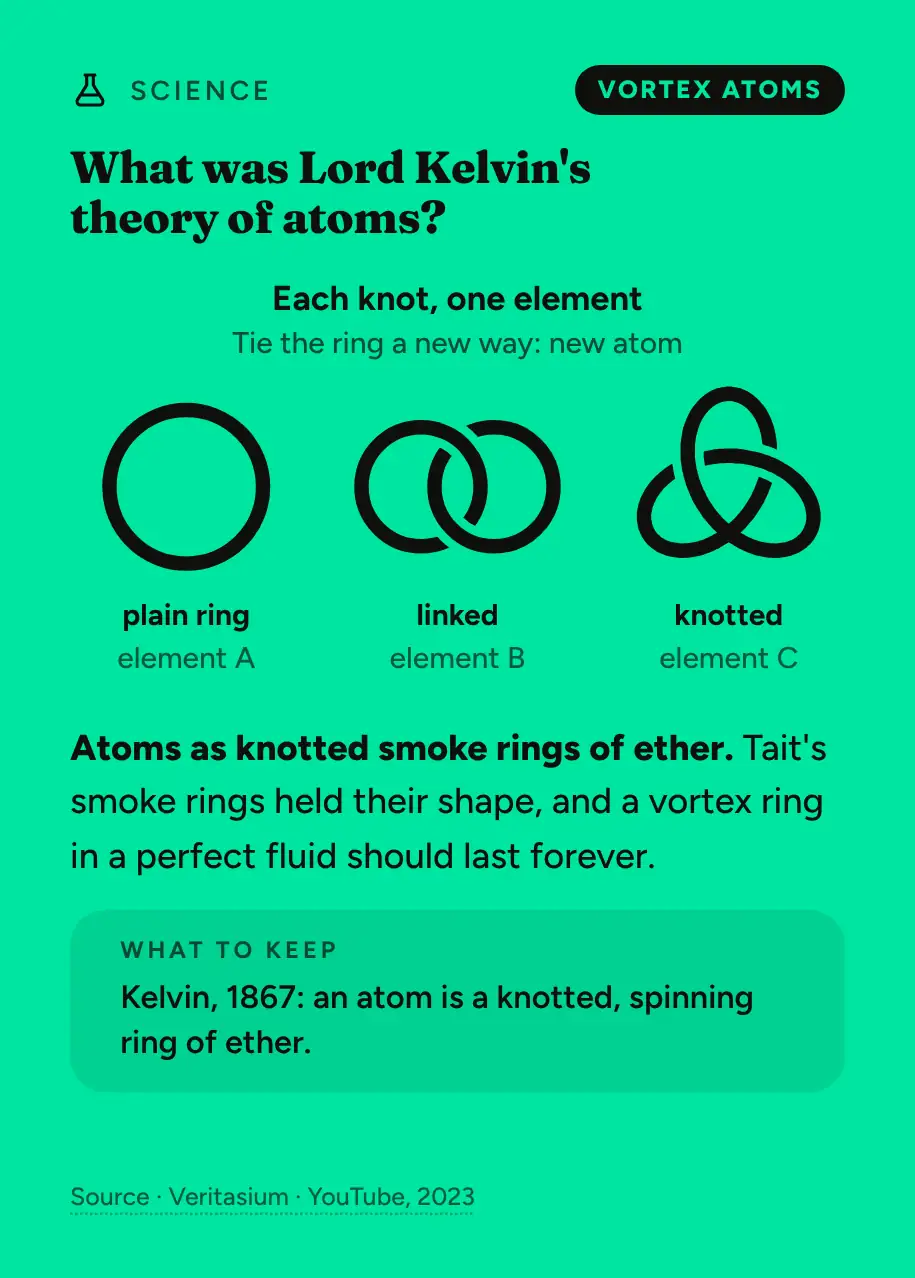 SCIENCE
VORTEX ATOMS
What was Lord Kelvin's
theory of atoms?
Each knot, one element
Tie the ring a new way: new atom
plain ring
linked
knotted
element A
element B
element C
Atoms as knotted smoke rings of ether. Tait's
smoke rings held their shape, and a vortex ring
in a perfect fluid should last forever.
WHAT TO KEEP
Kelvin, 1867: an atom is a knotted, spinning
ring of ether.
Source · Veritasium · YouTube, 2023